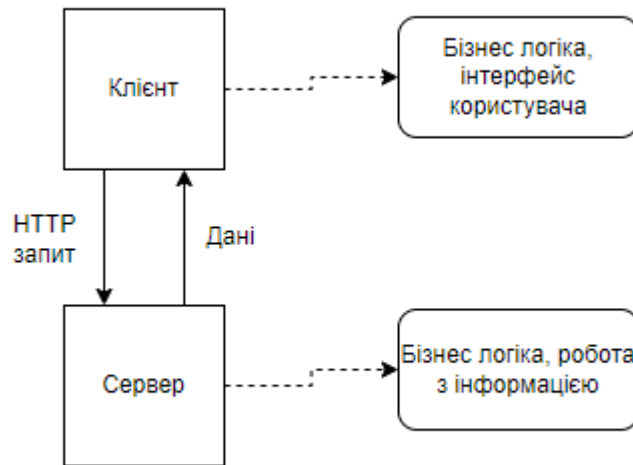 Клієнт
Бізнес логіка,
інтерфейс
користувача
HTTP
запит
Дані
Сервер
Бізнес логіка, робота
з інформацією